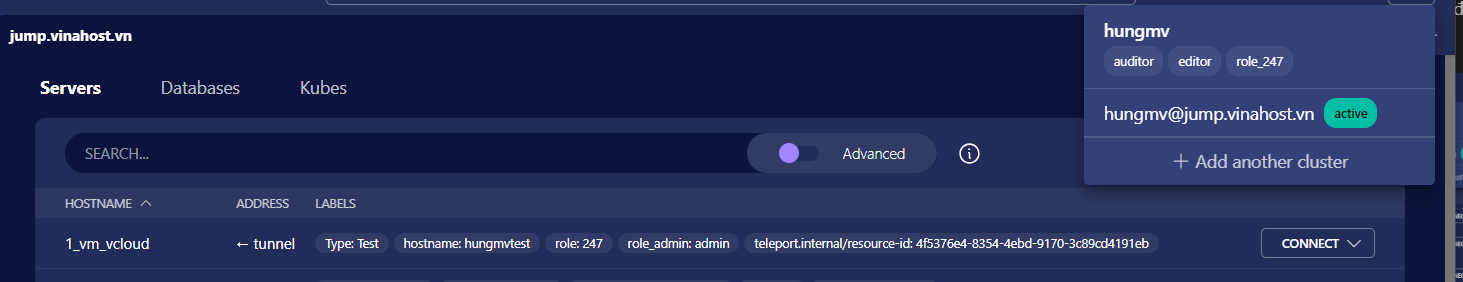 jump.vinahost.vn
hungmv
auditor editor role_247
hungmv@jump.vinahost.vn active
+ Add another cluster
Servers Databases Kubes
SEARCH... Advanced
HOSTNAME ADDRESS LABELS
1_vm_vcloud ← tunnel Type: Test hostname: hungmvtest role: 247 role_admin: admin teleport.internal/resource-id: 4f5376e4-8354-4ebd-9170-3c89cd4191eb CONNECT